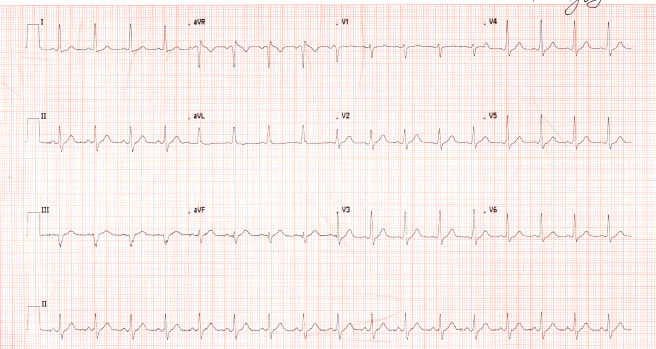 I aVR V1 V4
II aVL V2 V5
III aVF V3 V6
II